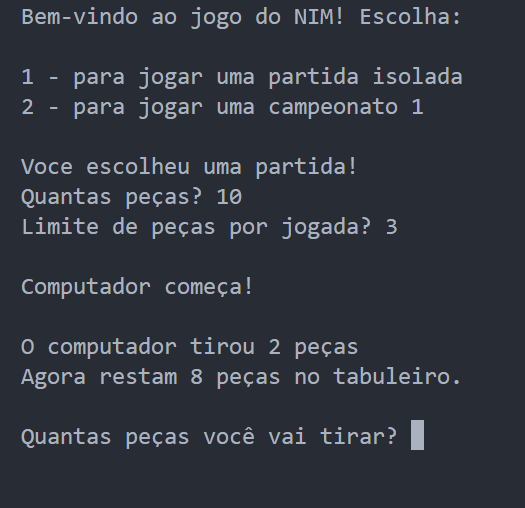 Bem-vindo ao jogo do NIM! Escolha:
1 - para jogar uma partida isolada
2 - para jogar uma campeonato 1
Voce escolheu uma partida!
Quantas peças? 10
Limite de peças por jogada? 3
Computador começa!
O computador tirou 2 peças
Agora restam 8 peças no tabuleiro.
Quantas peças você vai tirar?